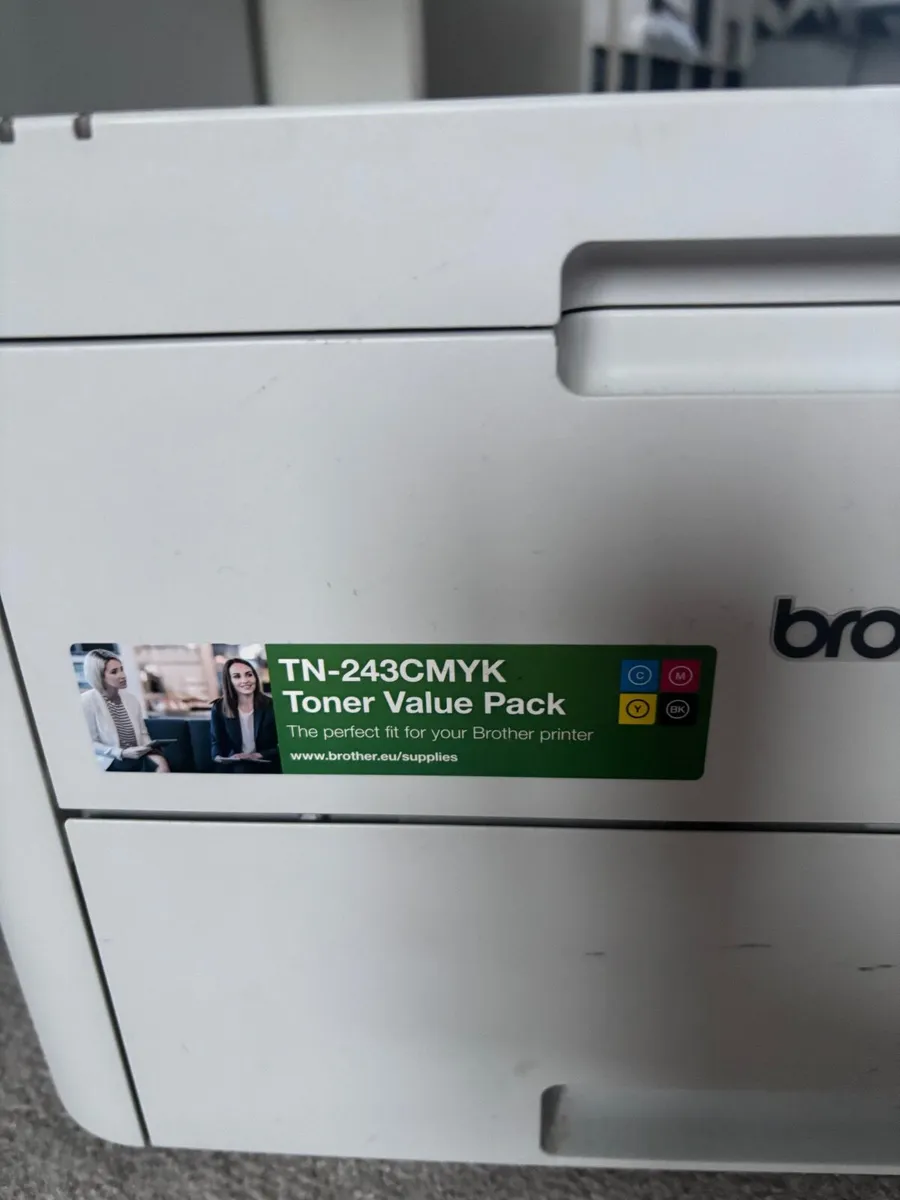 bro
TN-243CMYK
Toner Value Pack
The perfect fit for your Brother printer
www.brother.eu/supplies
C M
Y BK